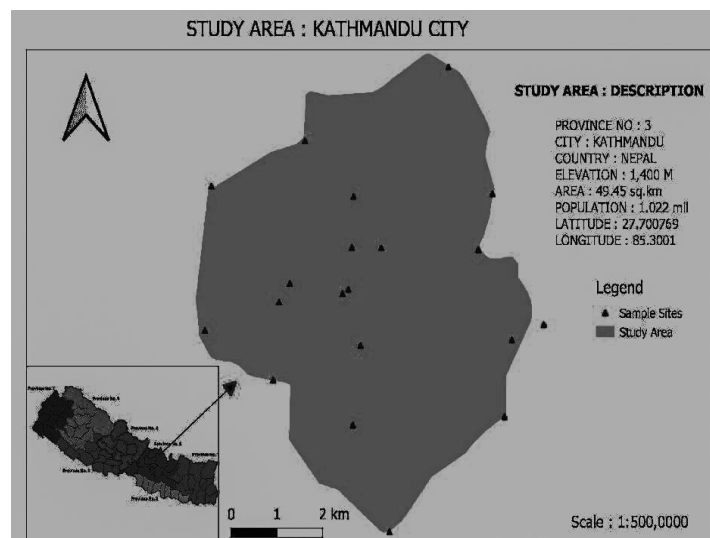 STUDY AREA : KATHMANDU CITY
STUDY AREA : DESCRIPTION
PROVINCE NO : 3
CITY : KATHMANDU
COUNTRY : NEPAL
ELEVATION : 1,400 M
AREA : 49.45 sq.km
POPULATION : 1.022 mil
LATITUDE : 27.700769
LONGITUDE : 85.3001
Legend
Sample Sites
Study Area
0 1 2 km
Scale : 1:500,0000